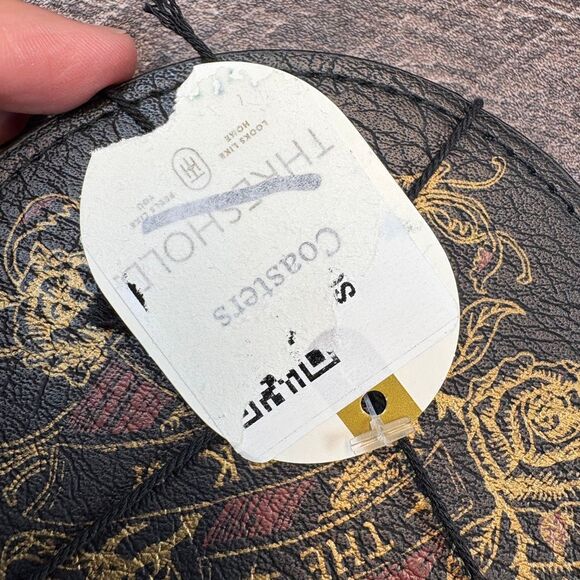 LOOKS LIKE
HOME
THRESHOLD
FEELS LIKE
YOU
Coasters
THE